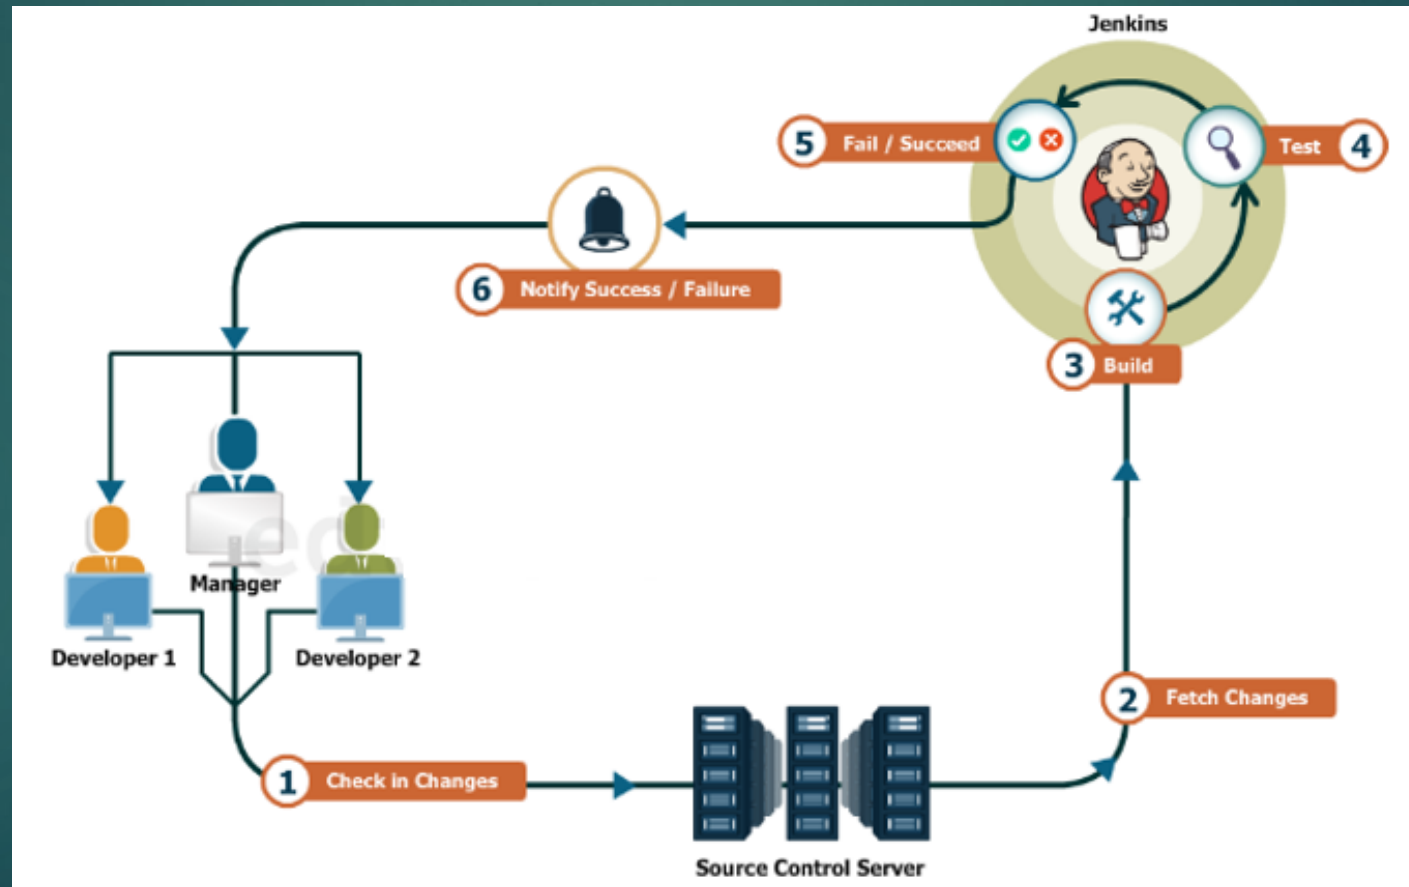 Jenkins
5 Fail / Succeed
Test 4
6 Notify Success / Failure
3 Build
Manager
Developer 1
Developer 2
2 Fetch Changes
1 Check in Changes
Source Control Server